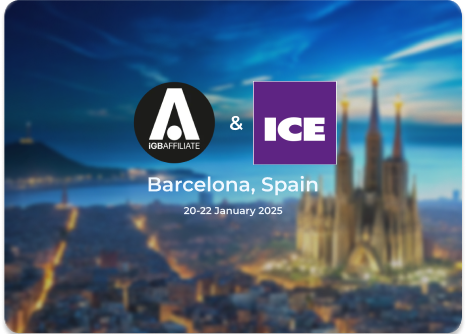 iGBAFFILIATE
&
ICE
Barcelona, Spain
20-22 January 2025